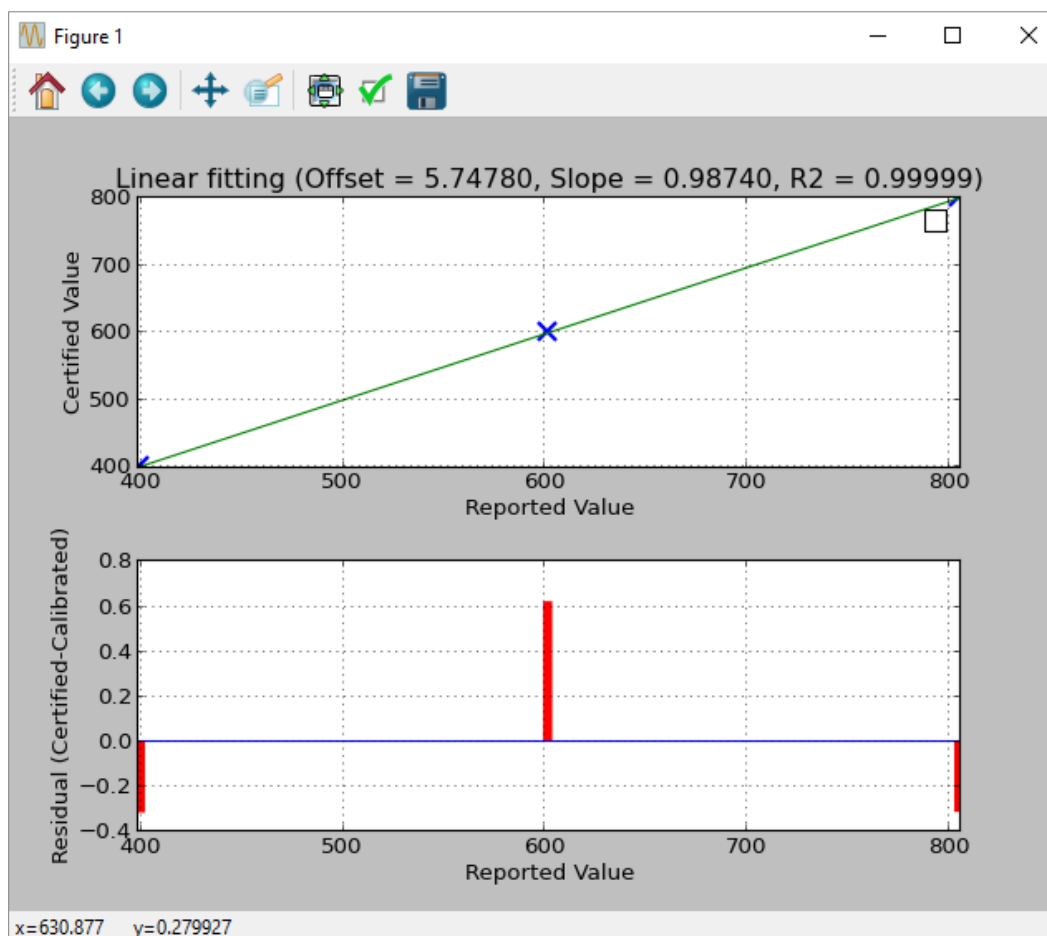 Figure 1
Linear fitting (Offset = 5.74780, Slope = 0.98740, R2 = 0.99999)
800
700
600
500
400
Certified Value
400 500 600 700 800
Reported Value
0.8
0.6
0.4
0.2
0.0
−0.2
−0.4
Residual (Certified-Calibrated)
400 500 600 700 800
Reported Value
x=630.877 y=0.279927